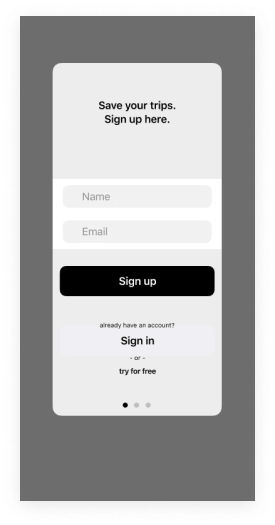 Save your trips.
Sign up here.
Name
Email
Sign up
already have an account?
Sign in
- or -
try for free